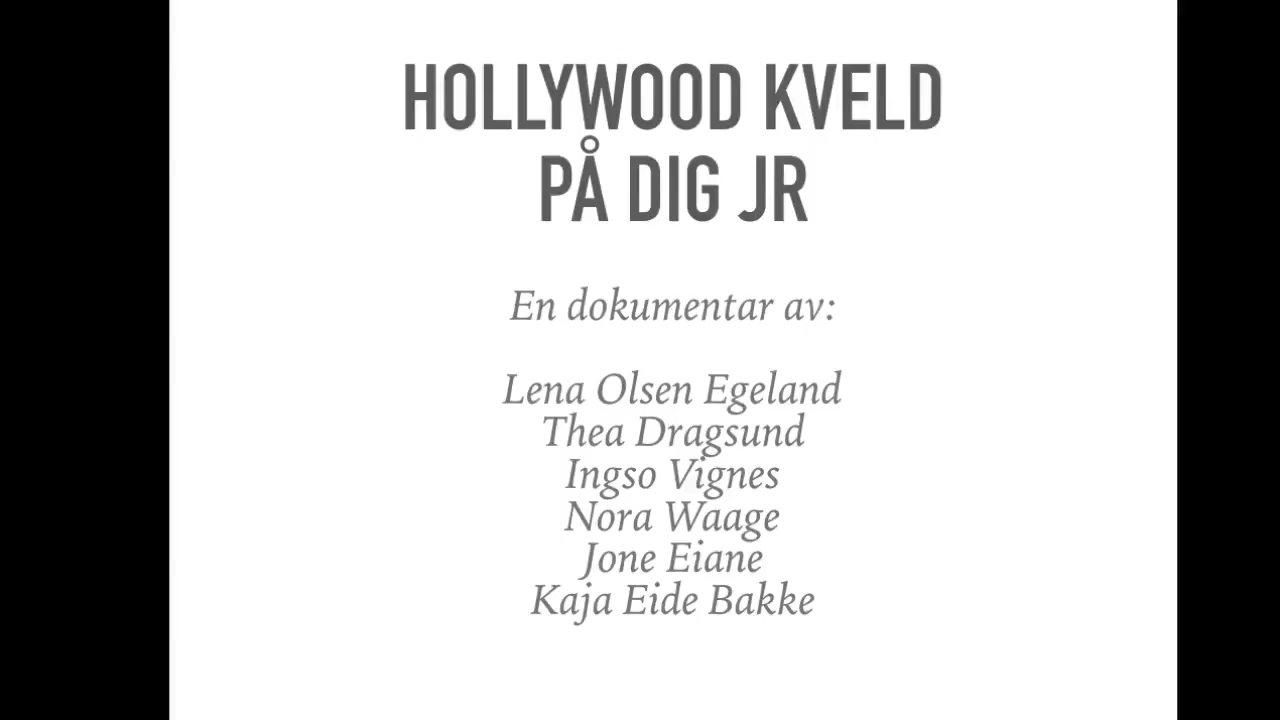 HOLLYWOOD KVELD
PÅ DIG JR
En dokumentar av:
Lena Olsen Egeland
Thea Dragsund
Ingso Vignes
Nora Waage
Jone Eiane
Kaja Eide Bakke